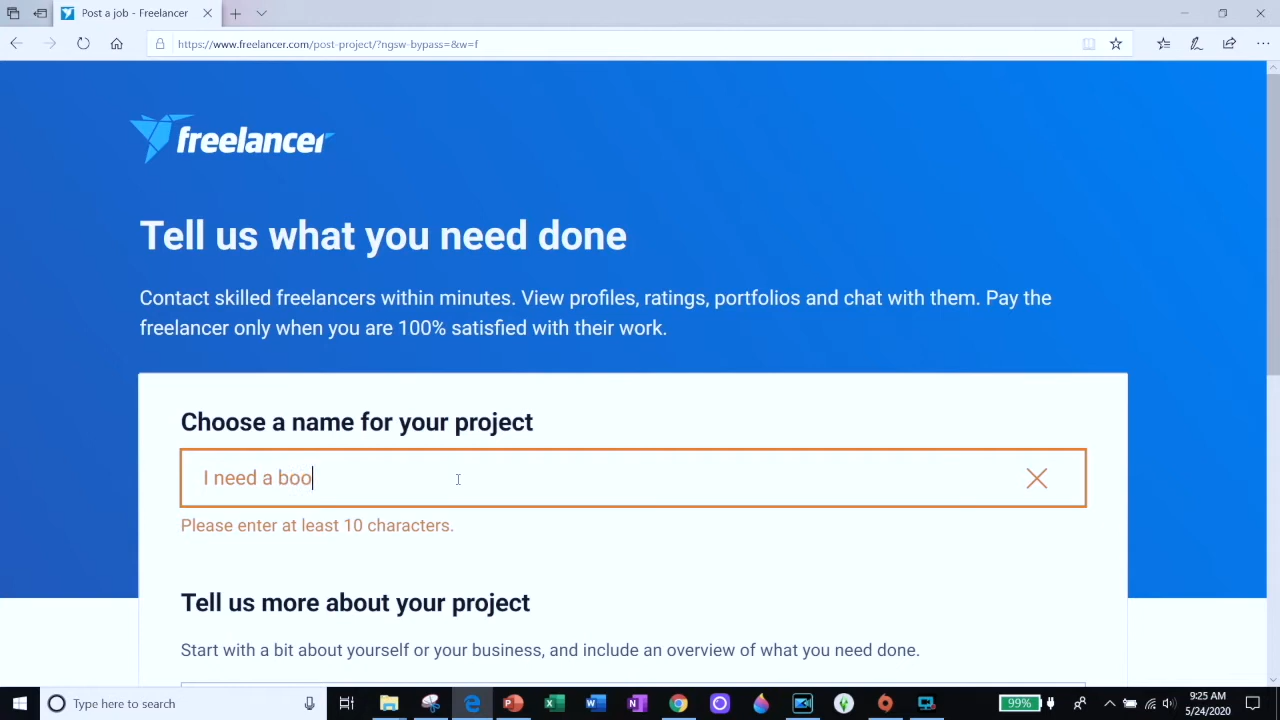 Post a job - Freelancer
https://www.freelancer.com/post-project/?ngsw-bypass=&w=f
freelancer
Tell us what you need done
Contact skilled freelancers within minutes. View profiles, ratings, portfolios and chat with them. Pay the
freelancer only when you are 100% satisfied with their work.
Choose a name for your project
I need a boo
Please enter at least 10 characters.
Tell us more about your project
Start with a bit about yourself or your business, and include an overview of what you need done.
Type here to search
99%
9:25 AM
5/24/2020